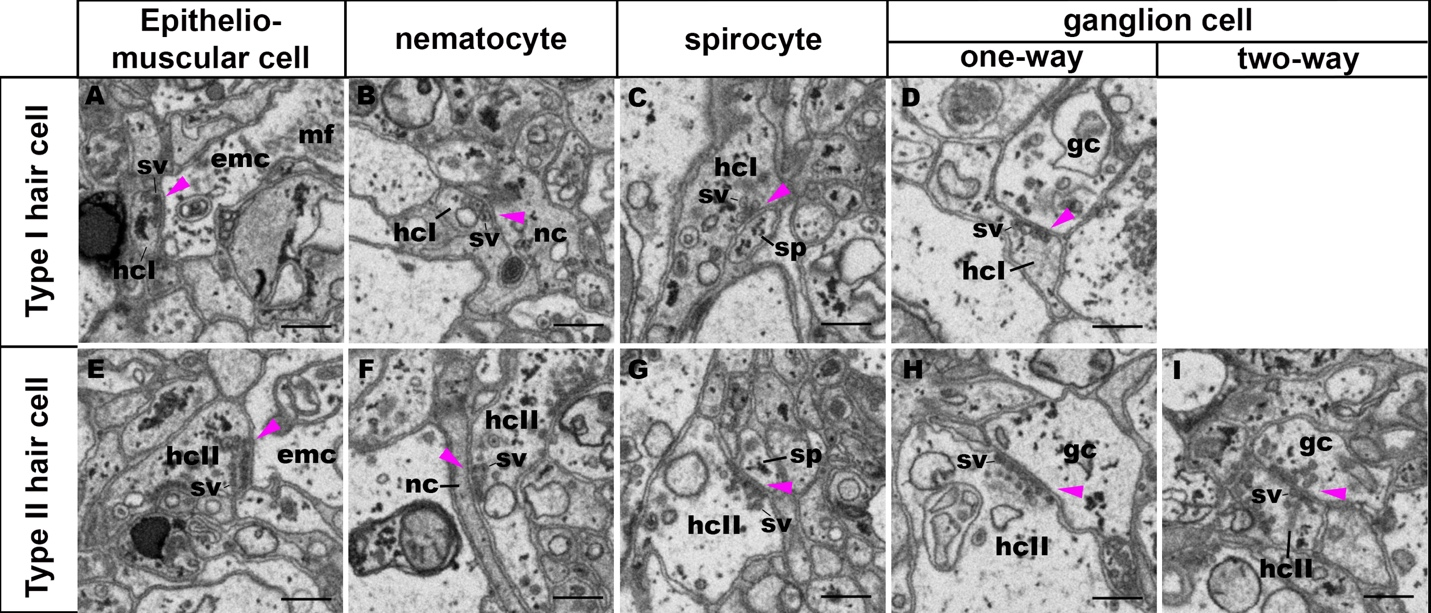 Epithelio-
muscular cell
nematocyte
spirocyte
ganglion cell
one-way
two-way
Type I hair cell
A
mf
sv
emc
hcI
B
hcI
sv
nc
C
hcI
sv
sp
D
gc
sv
hcI
Type II hair cell
E
hcII
emc
sv
F
hcII
sv
nc
G
sp
hcII
sv
H
sv
gc
hcII
I
gc
sv
hcII